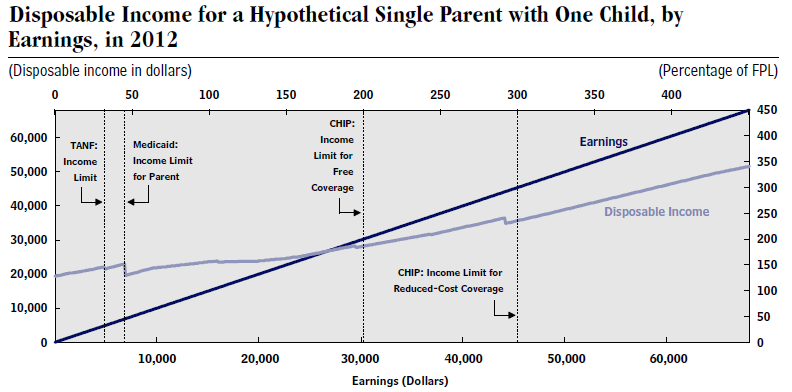 Disposable Income for a Hypothetical Single Parent with One Child, by
Earnings, in 2012
(Disposable income in dollars) (Percentage of FPL)
0 50 100 150 200 250 300 350 400
450
CHIP:
Income
Limit for
Free
Coverage
TANF:
Income
Limit
Medicaid:
Income Limit
for Parent
Earnings
Disposable Income
CHIP: Income Limit for
Reduced-Cost Coverage
60,000
50,000
40,000
30,000
20,000
10,000
0
400
350
300
250
200
150
100
50
0
10,000 20,000 30,000 40,000 50,000 60,000
Earnings (Dollars)